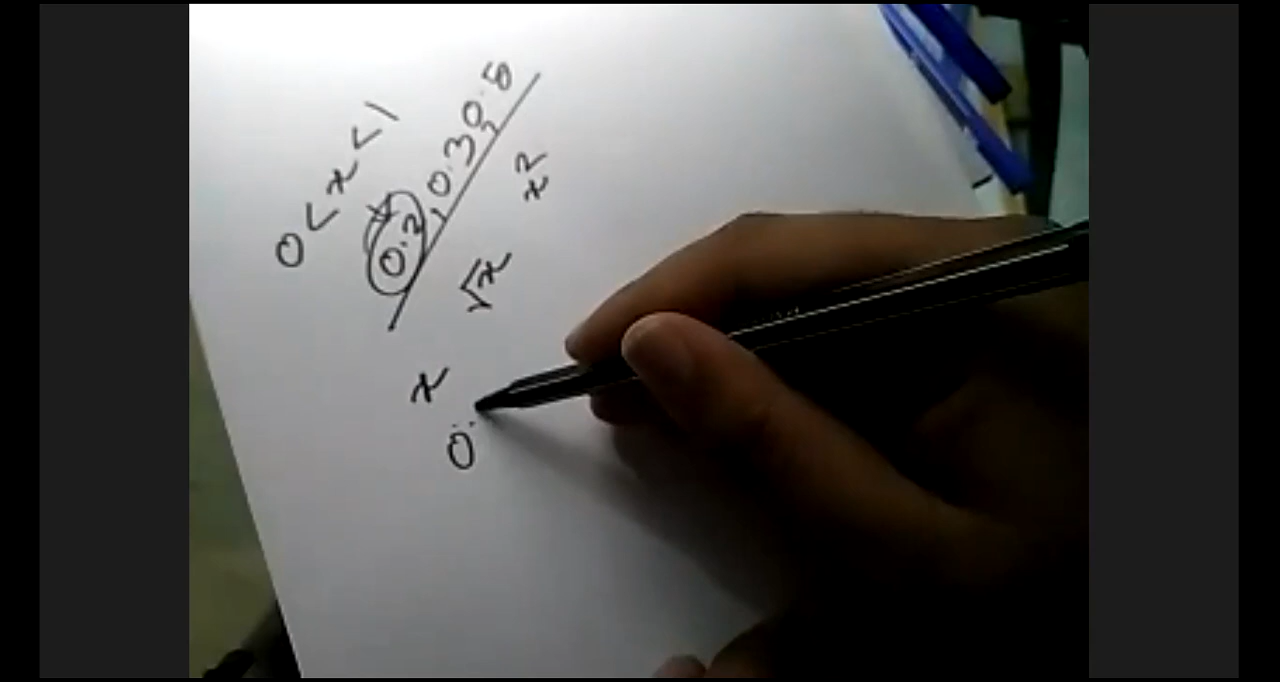 0 < x < 1
0.2, 0.3, 0.5
x √x x²
0.